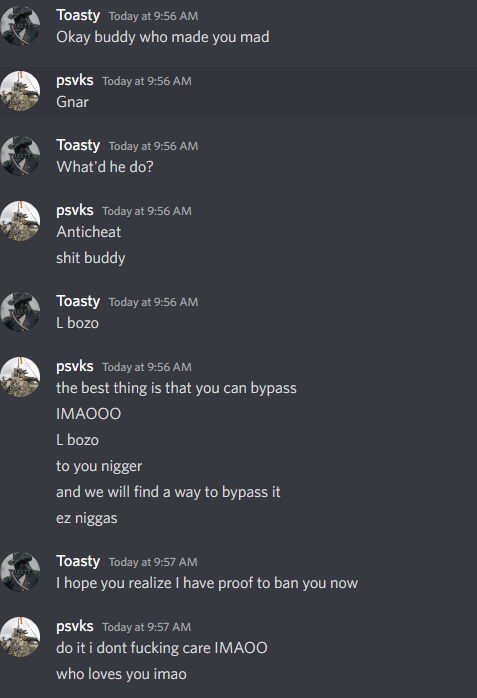 Toasty Today at 9:56 AM
Okay buddy who made you mad
psvks Today at 9:56 AM
Gnar
Toasty Today at 9:56 AM
What'd he do?
psvks Today at 9:56 AM
Anticheat
shit buddy
Toasty Today at 9:56 AM
L bozo
psvks Today at 9:56 AM
the best thing is that you can bypass
IMAOOO
L bozo
to you nigger
and we will find a way to bypass it
ez niggas
Toasty Today at 9:57 AM
I hope you realize I have proof to ban you now
psvks Today at 9:57 AM
do it i dont fucking care IMAOO
who loves you imao